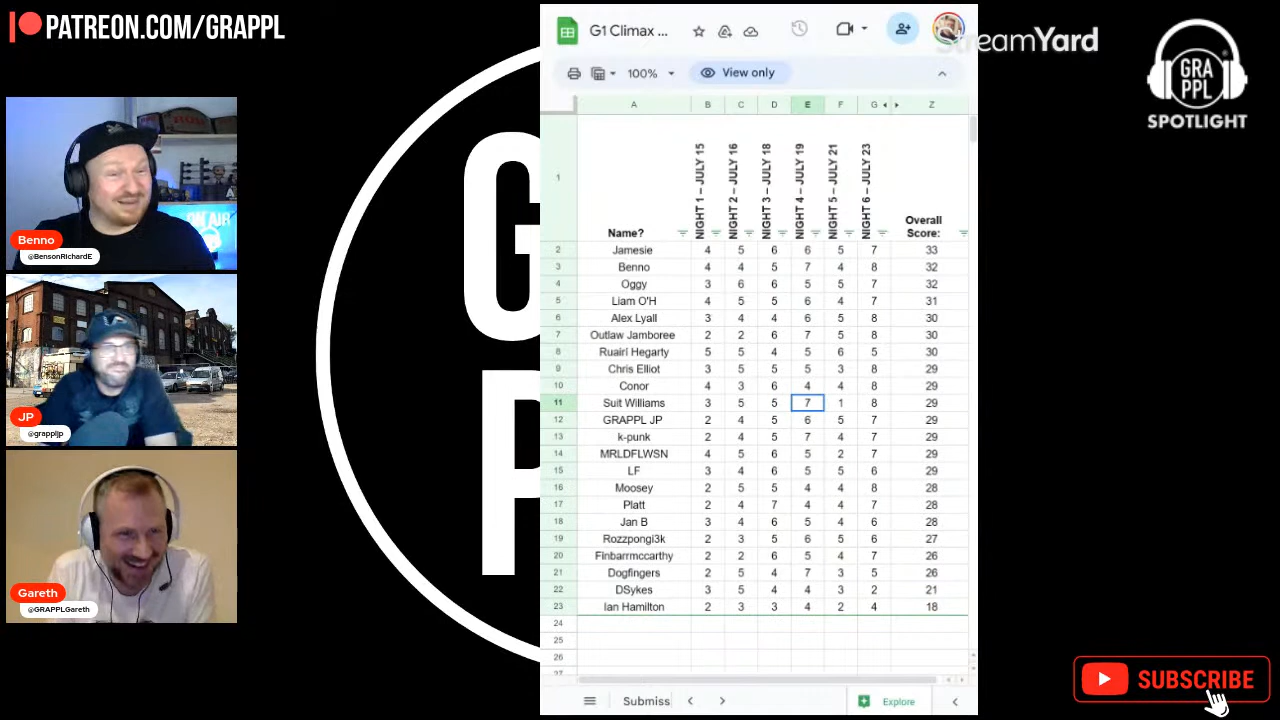 PATREON.COM/GRAPPL
Benno
@BensonRichardE
JP
@grappljp
Gareth
@GRAPPLGareth
G1 Climax ...
StreamYard
100%
View only
A B C D E F G Z
1 Name? NIGHT 1 – JULY 15 NIGHT 2 – JULY 16 NIGHT 3 – JULY 18 NIGHT 4 – JULY 19 NIGHT 5 – JULY 21 NIGHT 6 – JULY 23 Overall Score:
2 Jamesie 4 5 6 6 5 7 33
3 Benno 4 4 5 7 4 8 32
4 Oggy 3 6 6 5 5 7 32
5 Liam O'H 4 5 5 6 4 7 31
6 Alex Lyall 3 4 4 6 5 8 30
7 Outlaw Jamboree 2 2 6 7 5 8 30
8 Ruairi Hegarty 5 5 4 5 6 5 30
9 Chris Elliot 3 5 5 5 3 8 29
10 Conor 4 3 6 4 4 8 29
11 Suit Williams 3 5 5 7 1 8 29
12 GRAPPL JP 2 4 5 6 5 7 29
13 k-punk 2 4 5 7 4 7 29
14 MRLDFLWSN 4 5 6 5 2 7 29
15 LF 3 4 6 5 5 6 29
16 Moosey 2 5 5 4 4 8 28
17 Platt 2 4 7 4 4 7 28
18 Jan B 3 4 6 5 4 6 28
19 Rozzpongi3k 2 3 5 6 5 6 27
20 Finbarrmccarthy 2 2 6 5 4 7 26
21 Dogfingers 2 5 4 7 3 5 26
22 DSykes 3 5 4 4 3 2 21
23 Ian Hamilton 2 3 3 4 2 4 18
24
25
26
27
Submiss
Explore
GRA
PPL
SPOTLIGHT
SUBSCRIBE
ON AIR
G
P